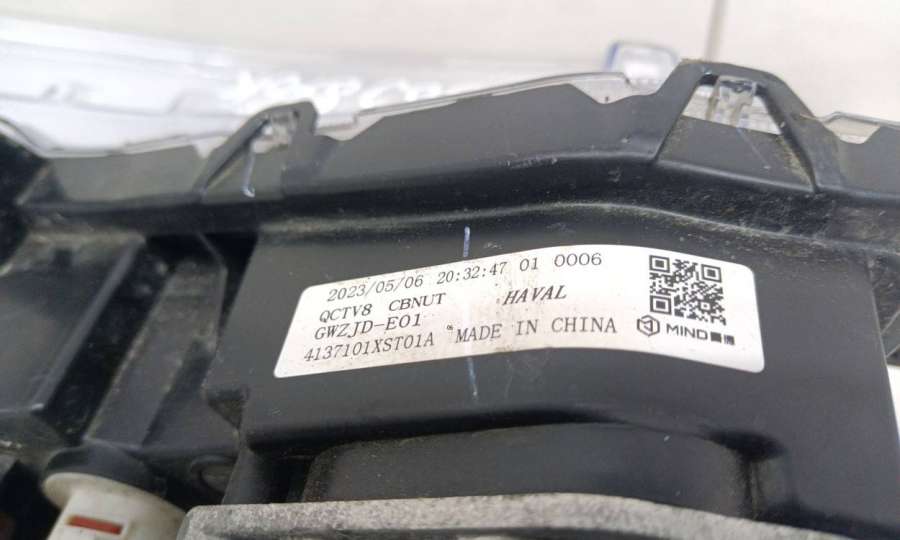 2023/05/06 20:32:47 01 0006
QCTV8 CBNUT HAVAL
GWZJD-E01
4137101XST01A MADE IN CHINA
MIND